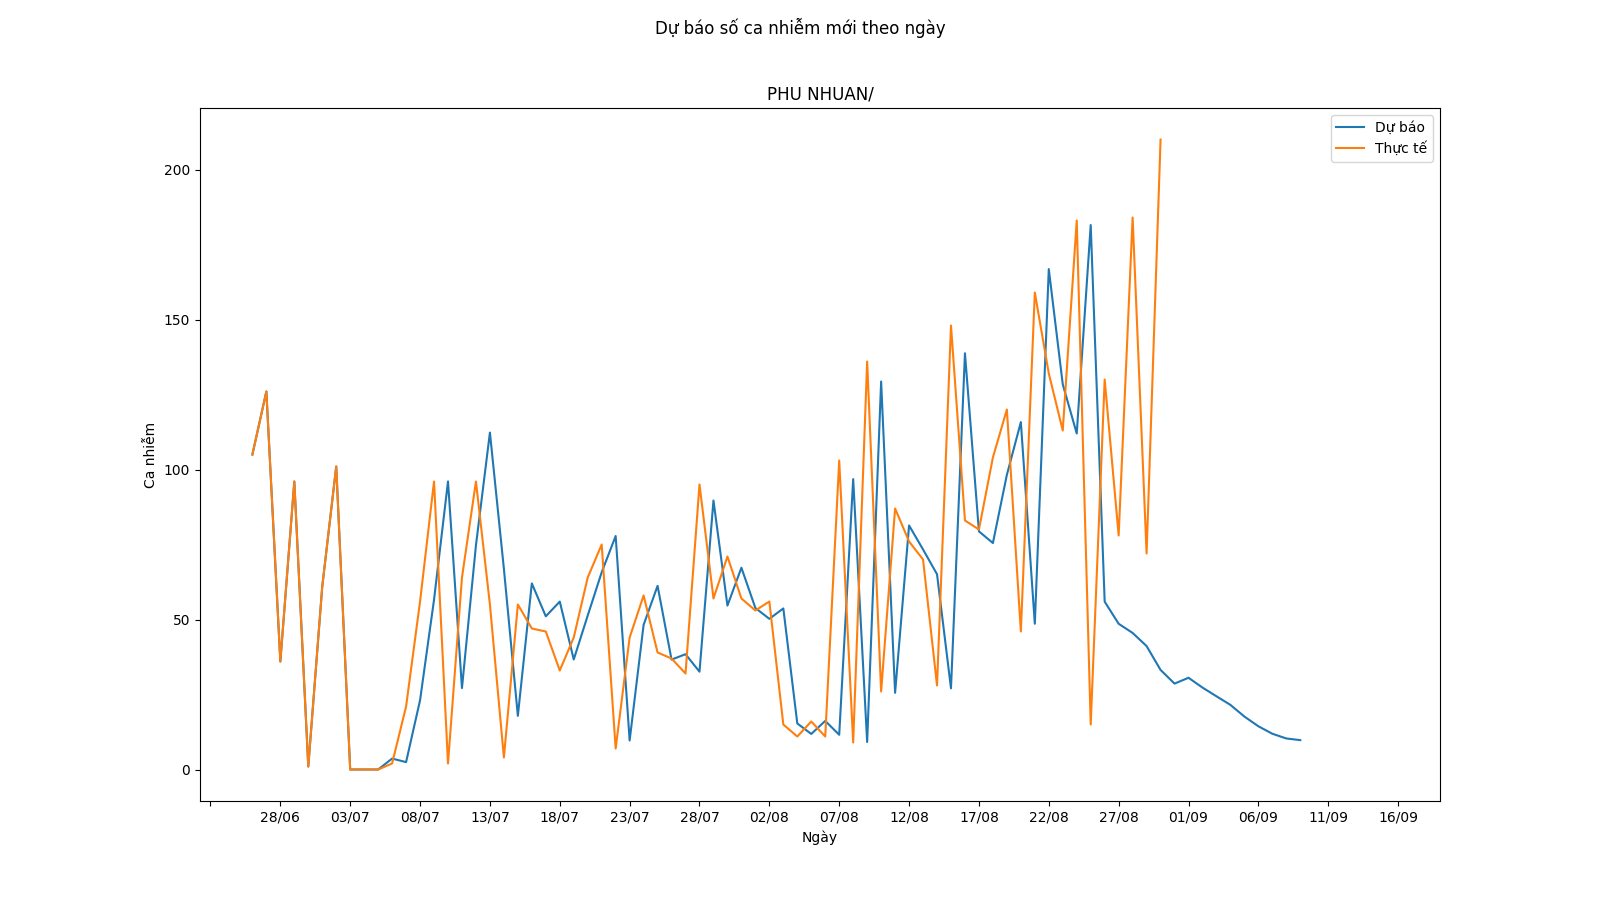 Dự báo số ca nhiễm mới theo ngày
PHU NHUAN/
Dự báo
Thực tế
Ca nhiễm
200
150
100
50
0
28/06 03/07 08/07 13/07 18/07 23/07 28/07 02/08 07/08 12/08 17/08 22/08 27/08 01/09 06/09 11/09 16/09
Ngày